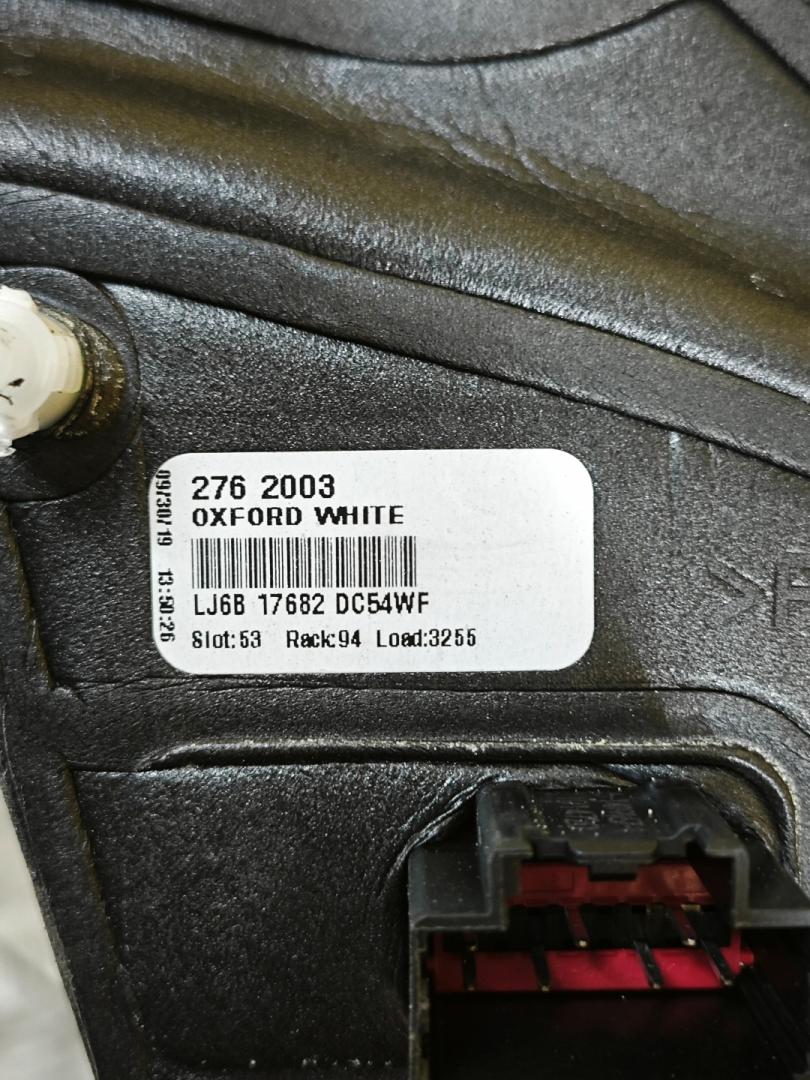 09/30/19 13:50:26
276 2003
OXFORD WHITE
LJ6B 17682 DC54WF
Slot:53 Rack:94 Load:3255